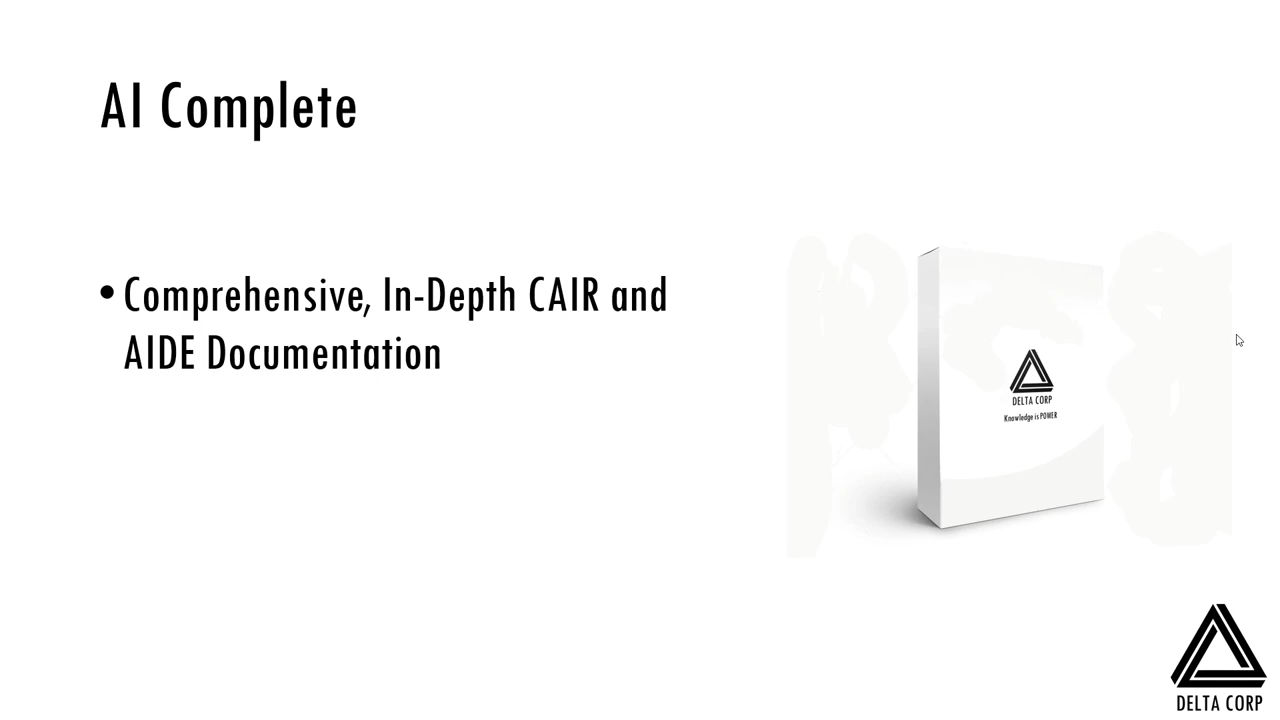 AI Complete
• Comprehensive, In-Depth CAIR and
AIDE Documentation
DELTA CORP
Knowledge is POWER
DELTA CORP